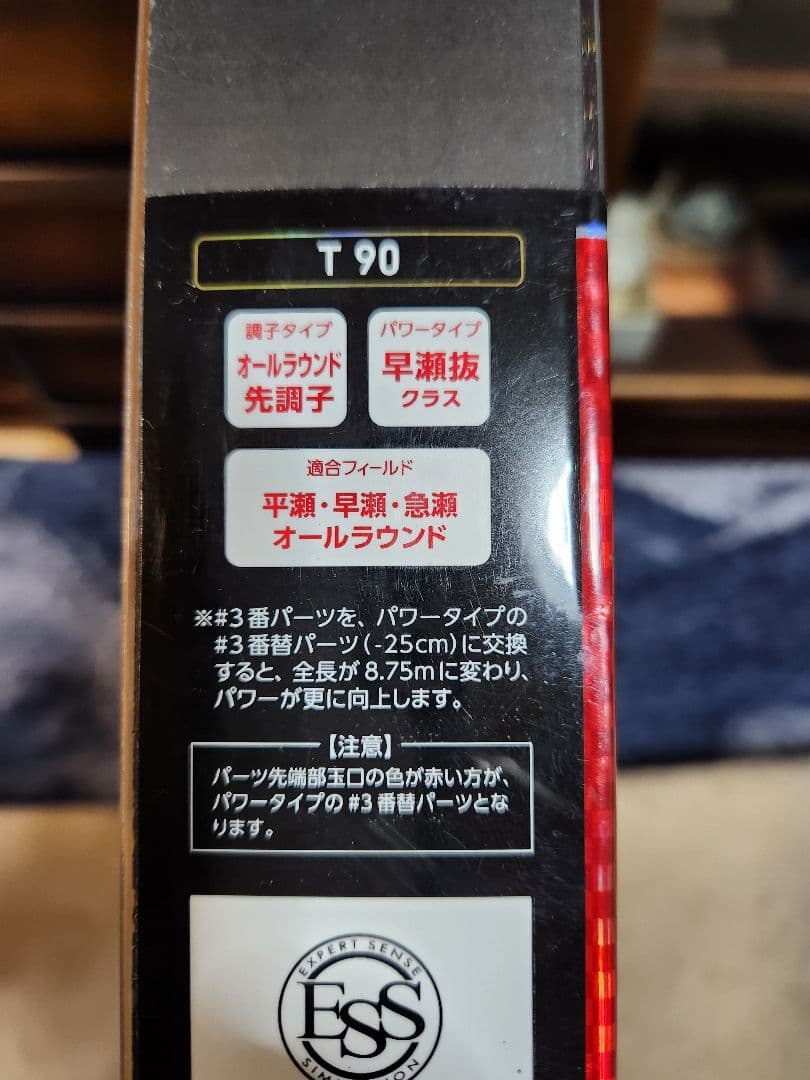 T 90
調子タイプ
オールラウンド
先調子
パワータイプ
早瀬抜
クラス
適合フィールド
平瀬・早瀬・急瀬
オールラウンド
※#3番パーツを、パワータイプの
#3番替パーツ(-25cm)に交換
すると、全長が8.75mに変わり、
パワーが更に向上します。
【注意】
パーツ先端部玉口の色が赤い方が、
パワータイプの#3番替パーツとな
ります。
EXPERT SENSE
ESS